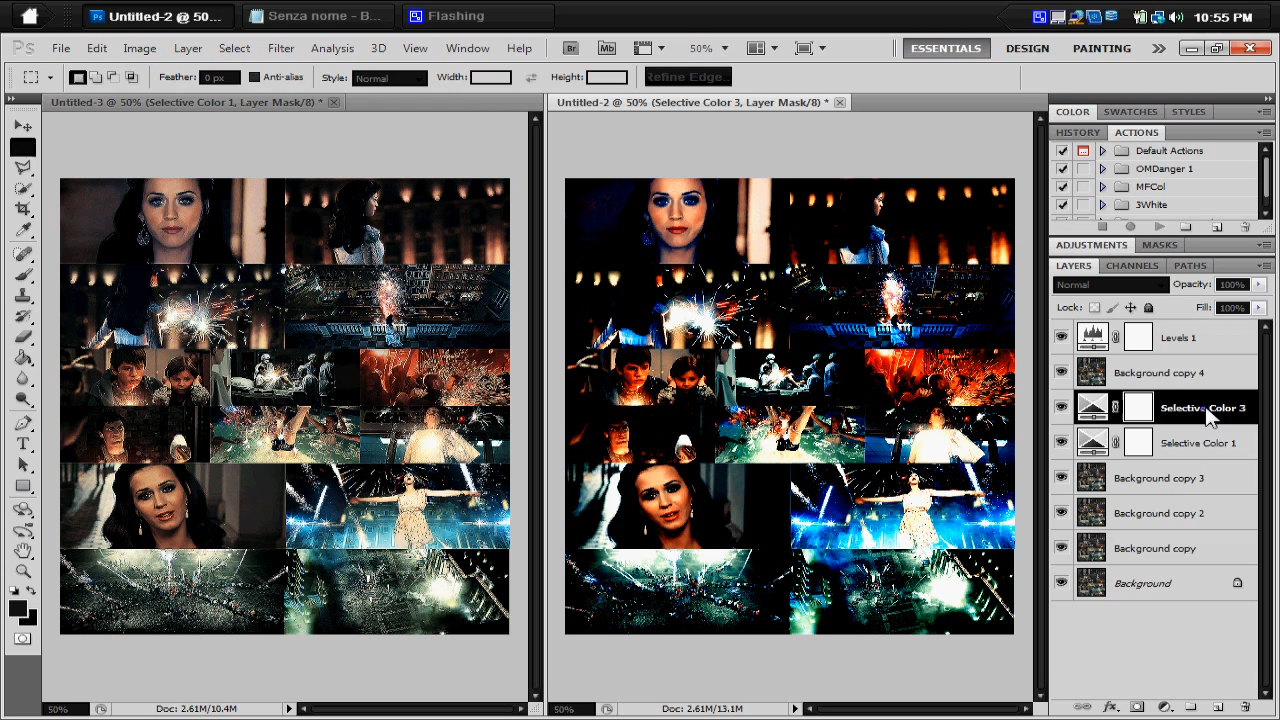 Untitled-2 @ 50...
Senza nome - B...
Flashing
10:55 PM
Ps File Edit Image Layer Select Filter Analysis 3D View Window Help Br Mb 50% ESSENTIALS DESIGN PAINTING
Feather: 0 px Anti-alias Style: Normal Width: Height: Refine Edge...
Untitled-3 @ 50% (Selective Color 1, Layer Mask/8) *
Untitled-2 @ 50% (Selective Color 3, Layer Mask/8) *
COLOR SWATCHES STYLES
HISTORY ACTIONS
Default Actions
OMDanger 1
MFCol
3White
ADJUSTMENTS MASKS
LAYERS CHANNELS PATHS
Normal Opacity: 100%
Lock: Fill: 100%
Levels 1
Background copy 4
Selective Color 3
Selective Color 1
Background copy 3
Background copy 2
Background copy
Background
50% Doc: 2.61M/10.4M
50% Doc: 2.61M/13.1M